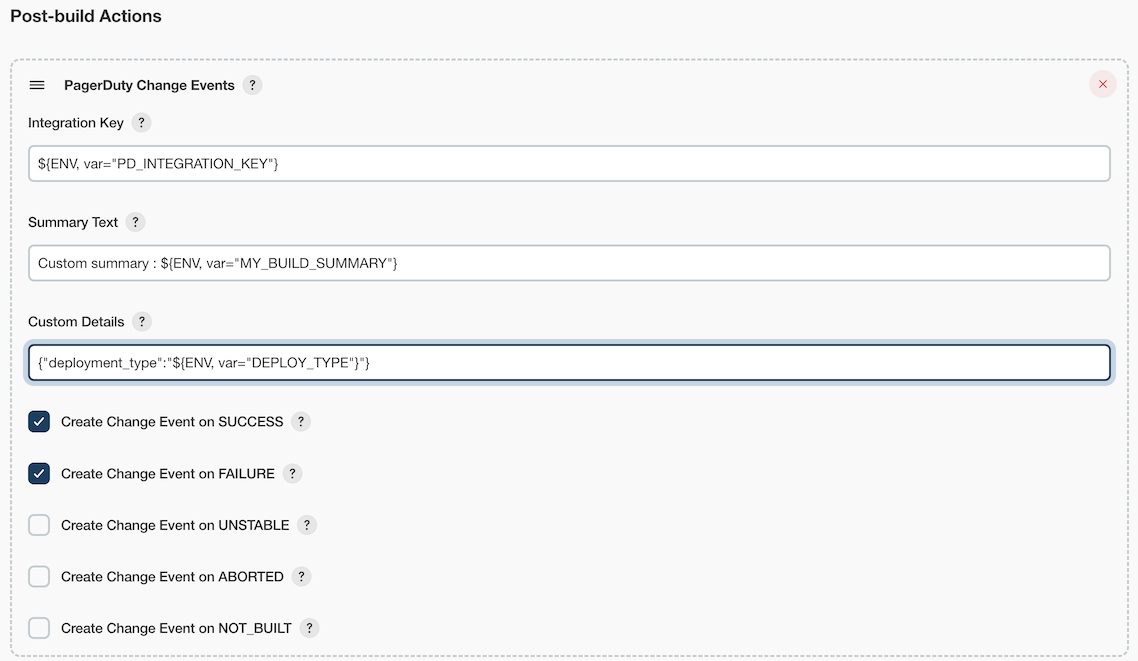 Post-build Actions
PagerDuty Change Events ?
Integration Key ?
${ENV, var="PD_INTEGRATION_KEY"}
Summary Text ?
Custom summary : ${ENV, var="MY_BUILD_SUMMARY"}
Custom Details ?
{"deployment_type":"${ENV, var="DEPLOY_TYPE"}"}
Create Change Event on SUCCESS ?
Create Change Event on FAILURE ?
Create Change Event on UNSTABLE ?
Create Change Event on ABORTED ?
Create Change Event on NOT_BUILT ?